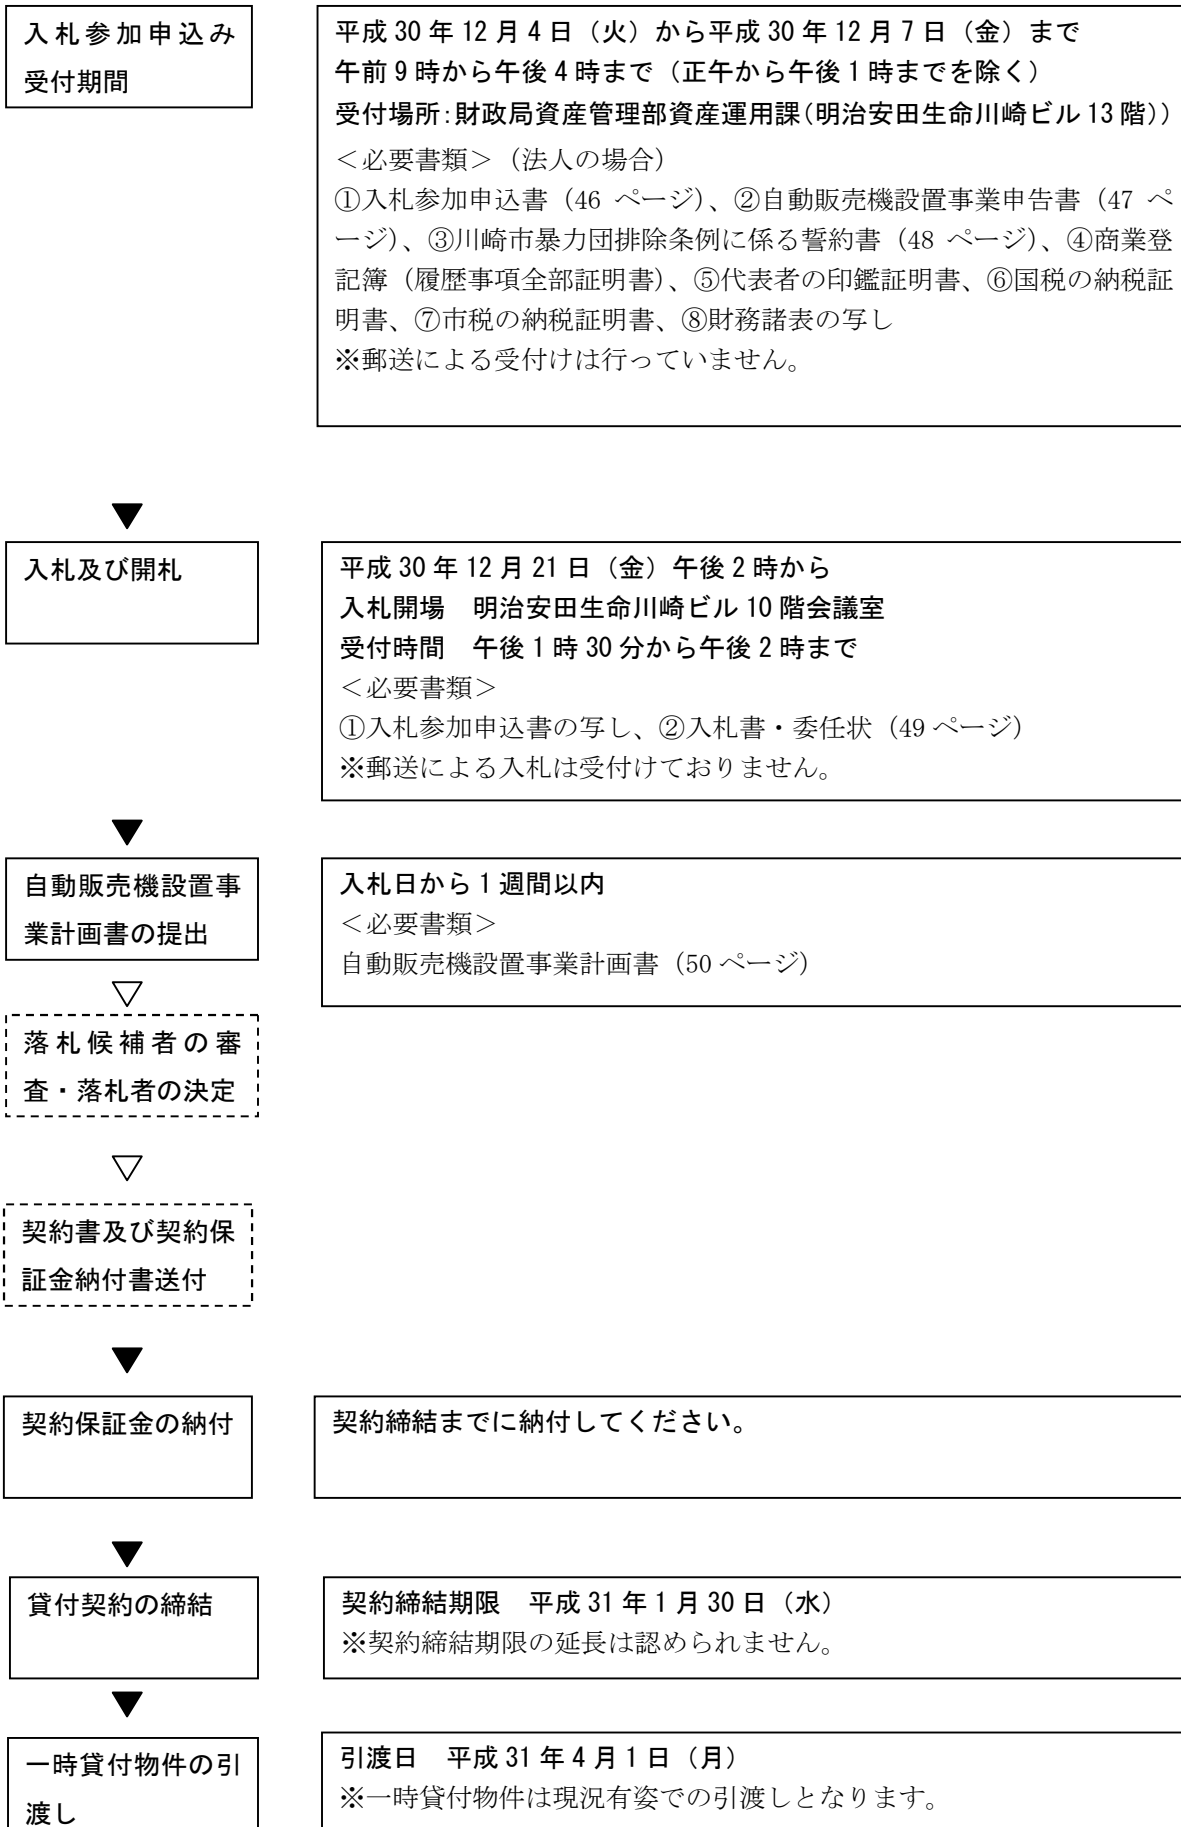 入札参加申込み
受付期間
平成 30 年 12 月 4 日（火）から平成 30 年 12 月 7 日（金）まで
午前 9 時から午後 4 時まで（正午から午後 1 時までを除く）
受付場所：財政局資産管理部資産運用課（明治安田生命川崎ビル 13 階））
＜必要書類＞（法人の場合）
①入札参加申込書（46 ページ）、②自動販売機設置事業申告書（47 ペ
ージ）、③川崎市暴力団排除条例に係る誓約書（48 ページ）、④商業登
記簿（履歴事項全部証明書）、⑤代表者の印鑑証明書、⑥国税の納税証
明書、⑦市税の納税証明書、⑧財務諸表の写し
※郵送による受付けは行っていません。
▼
入札及び開札
平成 30 年 12 月 21 日（金）午後 2 時から
入札開場　明治安田生命川崎ビル 10 階会議室
受付時間　午後 1 時 30 分から午後 2 時まで
＜必要書類＞
①入札参加申込書の写し、②入札書・委任状（49 ページ）
※郵送による入札は受付けておりません。
▼
自動販売機設置事
業計画書の提出
入札日から 1 週間以内
＜必要書類＞
自動販売機設置事業計画書（50 ページ）
▽
落札候補者の審
査・落札者の決定
▽
契約書及び契約保
証金納付書送付
▼
契約保証金の納付
契約締結までに納付してください。
▼
貸付契約の締結
契約締結期限　平成 31 年 1 月 30 日（水）
※契約締結期限の延長は認められません。
▼
一時貸付物件の引
渡し
引渡日　平成 31 年 4 月 1 日（月）
※一時貸付物件は現況有姿での引渡しとなります。